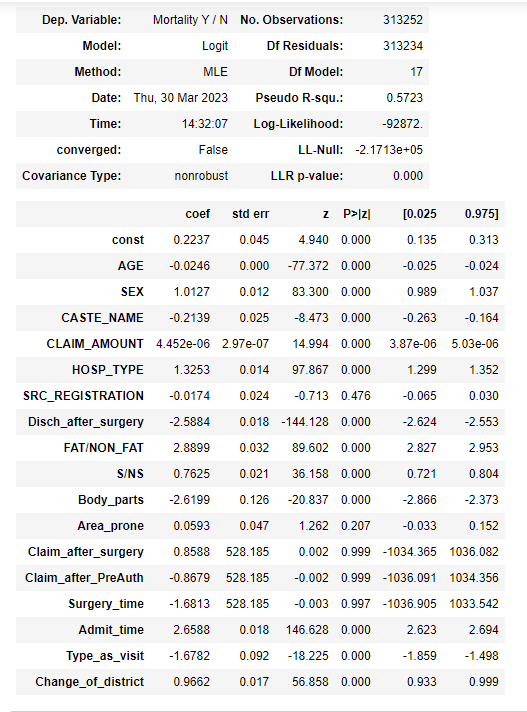 Dep. Variable: Mortality Y / N No. Observations: 313252
Model: Logit Df Residuals: 313234
Method: MLE Df Model: 17
Date: Thu, 30 Mar 2023 Pseudo R-squ.: 0.5723
Time: 14:32:07 Log-Likelihood: -92872.
converged: False LL-Null: -2.1713e+05
Covariance Type: nonrobust LLR p-value: 0.000
coef std err z P>|z| [0.025 0.975]
const 0.2237 0.045 4.940 0.000 0.135 0.313
AGE -0.0246 0.000 -77.372 0.000 -0.025 -0.024
SEX 1.0127 0.012 83.300 0.000 0.989 1.037
CASTE_NAME -0.2139 0.025 -8.473 0.000 -0.263 -0.164
CLAIM_AMOUNT 4.452e-06 2.97e-07 14.994 0.000 3.87e-06 5.03e-06
HOSP_TYPE 1.3253 0.014 97.867 0.000 1.299 1.352
SRC_REGISTRATION -0.0174 0.024 -0.713 0.476 -0.065 0.030
Disch_after_surgery -2.5884 0.018 -144.128 0.000 -2.624 -2.553
FAT/NON_FAT 2.8899 0.032 89.602 0.000 2.827 2.953
S/NS 0.7625 0.021 36.158 0.000 0.721 0.804
Body_parts -2.6199 0.126 -20.837 0.000 -2.866 -2.373
Area_prone 0.0593 0.047 1.262 0.207 -0.033 0.152
Claim_after_surgery 0.8588 528.185 0.002 0.999 -1034.365 1036.082
Claim_after_PreAuth -0.8679 528.185 -0.002 0.999 -1036.091 1034.356
Surgery_time -1.6813 528.185 -0.003 0.997 -1036.905 1033.542
Admit_time 2.6588 0.018 146.628 0.000 2.623 2.694
Type_as_visit -1.6782 0.092 -18.225 0.000 -1.859 -1.498
Change_of_district 0.9662 0.017 56.858 0.000 0.933 0.999